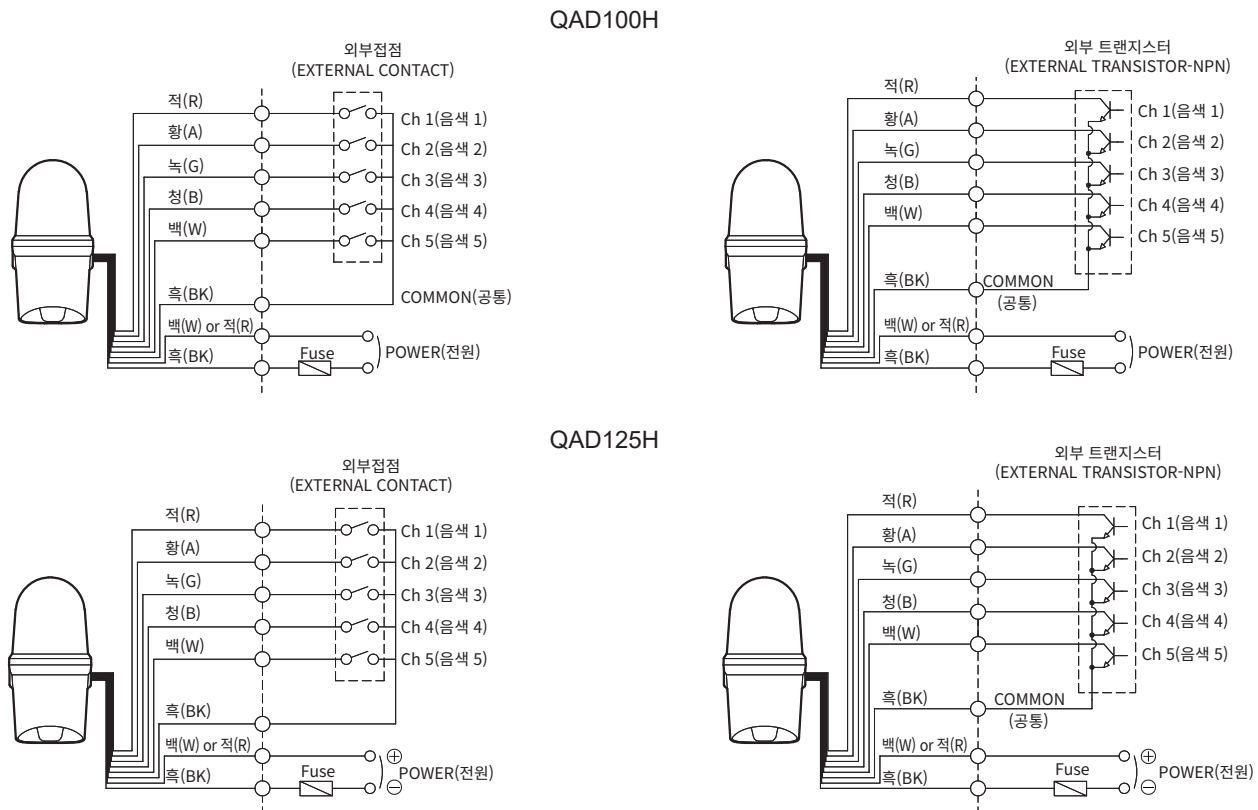 QAD100H
외부접점
(EXTERNAL CONTACT)
적(R)
Ch 1(음색 1)
황(A)
Ch 2(음색 2)
녹(G)
Ch 3(음색 3)
청(B)
Ch 4(음색 4)
백(W)
Ch 5(음색 5)
흑(BK)
COMMON(공통)
백(W) or 적(R)
흑(BK)
Fuse
POWER(전원)
외부 트랜지스터
(EXTERNAL TRANSISTOR-NPN)
적(R)
Ch 1(음색 1)
황(A)
Ch 2(음색 2)
녹(G)
Ch 3(음색 3)
청(B)
Ch 4(음색 4)
백(W)
Ch 5(음색 5)
흑(BK)
COMMON
(공통)
백(W) or 적(R)
흑(BK)
Fuse
POWER(전원)
QAD125H
외부접점
(EXTERNAL CONTACT)
적(R)
Ch 1(음색 1)
황(A)
Ch 2(음색 2)
녹(G)
Ch 3(음색 3)
청(B)
Ch 4(음색 4)
백(W)
Ch 5(음색 5)
흑(BK)
백(W) or 적(R)
⊕
흑(BK)
Fuse
POWER(전원)
⊖
외부 트랜지스터
(EXTERNAL TRANSISTOR-NPN)
적(R)
Ch 1(음색 1)
황(A)
Ch 2(음색 2)
녹(G)
Ch 3(음색 3)
청(B)
Ch 4(음색 4)
백(W)
Ch 5(음색 5)
흑(BK)
COMMON
(공통)
백(W) or 적(R)
⊕
흑(BK)
Fuse
POWER(전원)
⊖